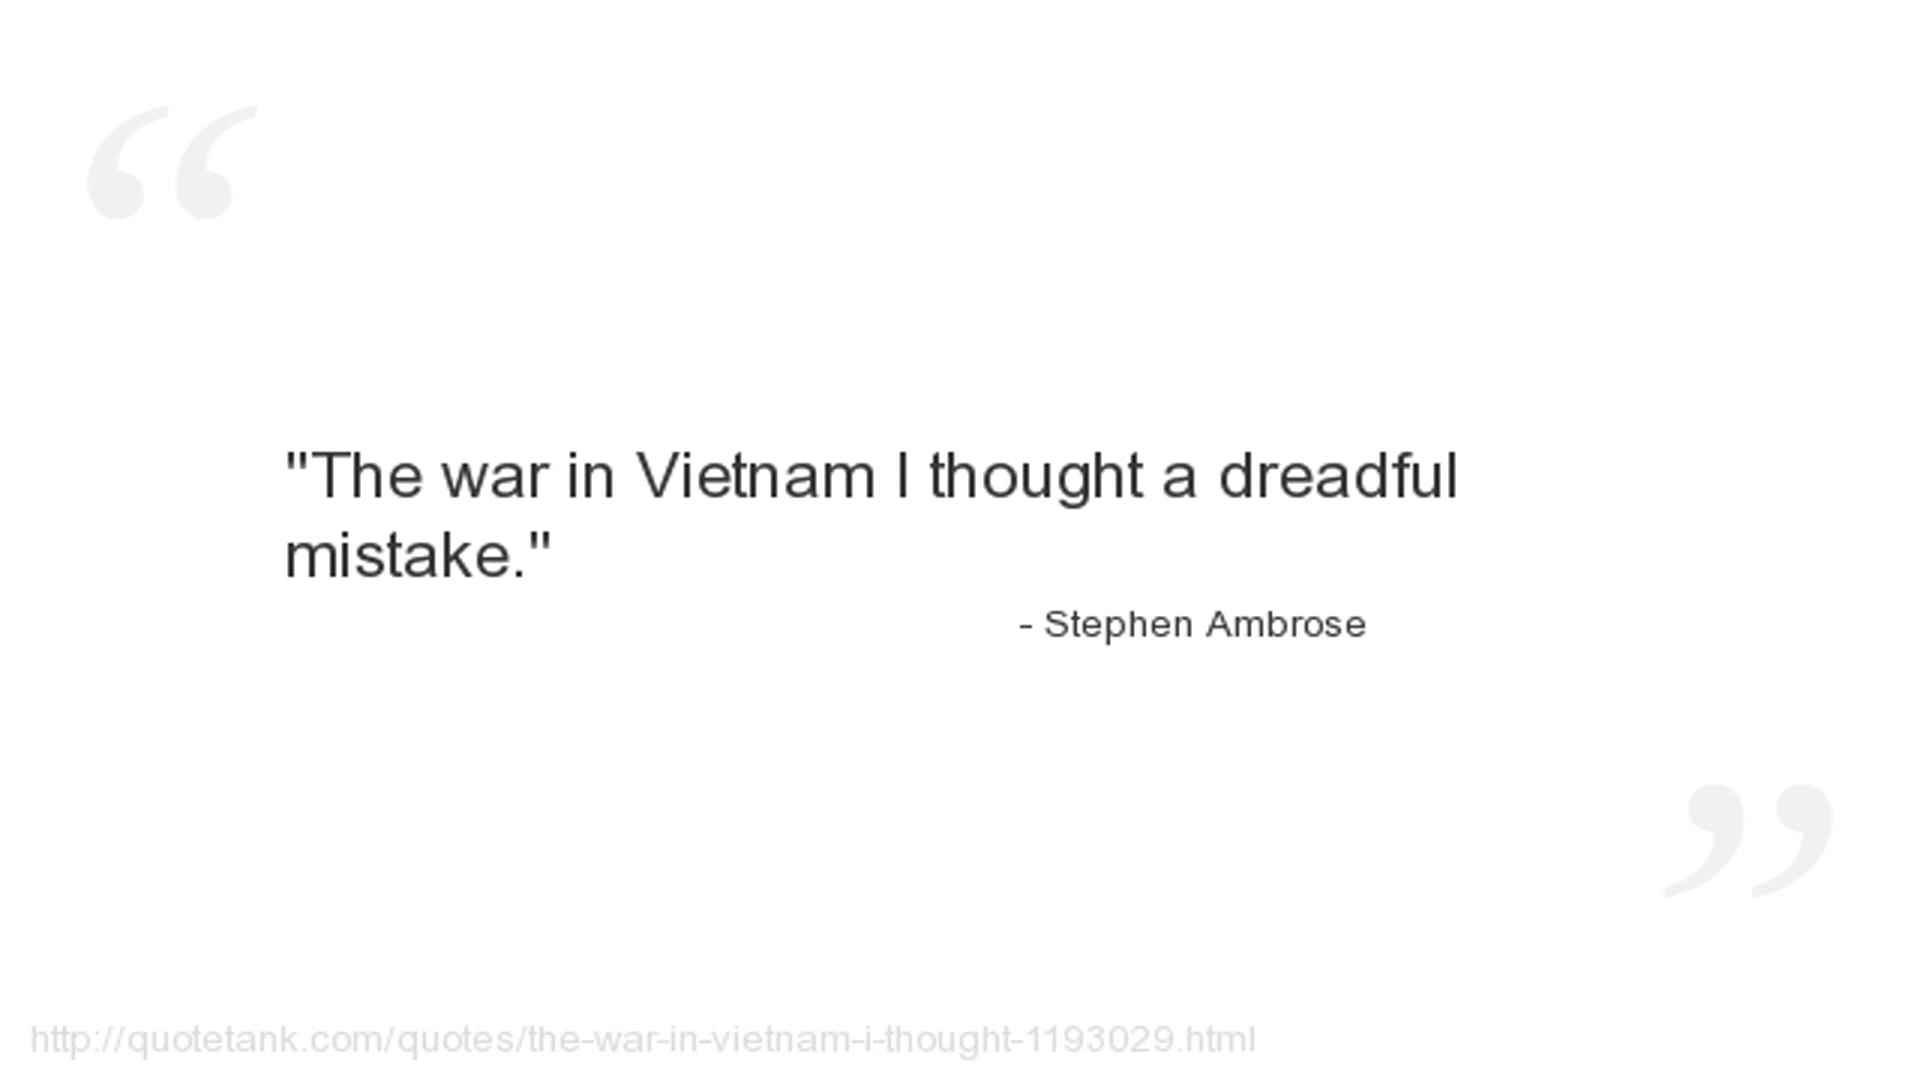 "The war in Vietnam I thought a dreadful
mistake."
- Stephen Ambrose
http://quotetank.com/quotes/the-war-in-vietnam-i-thought-1193029.html